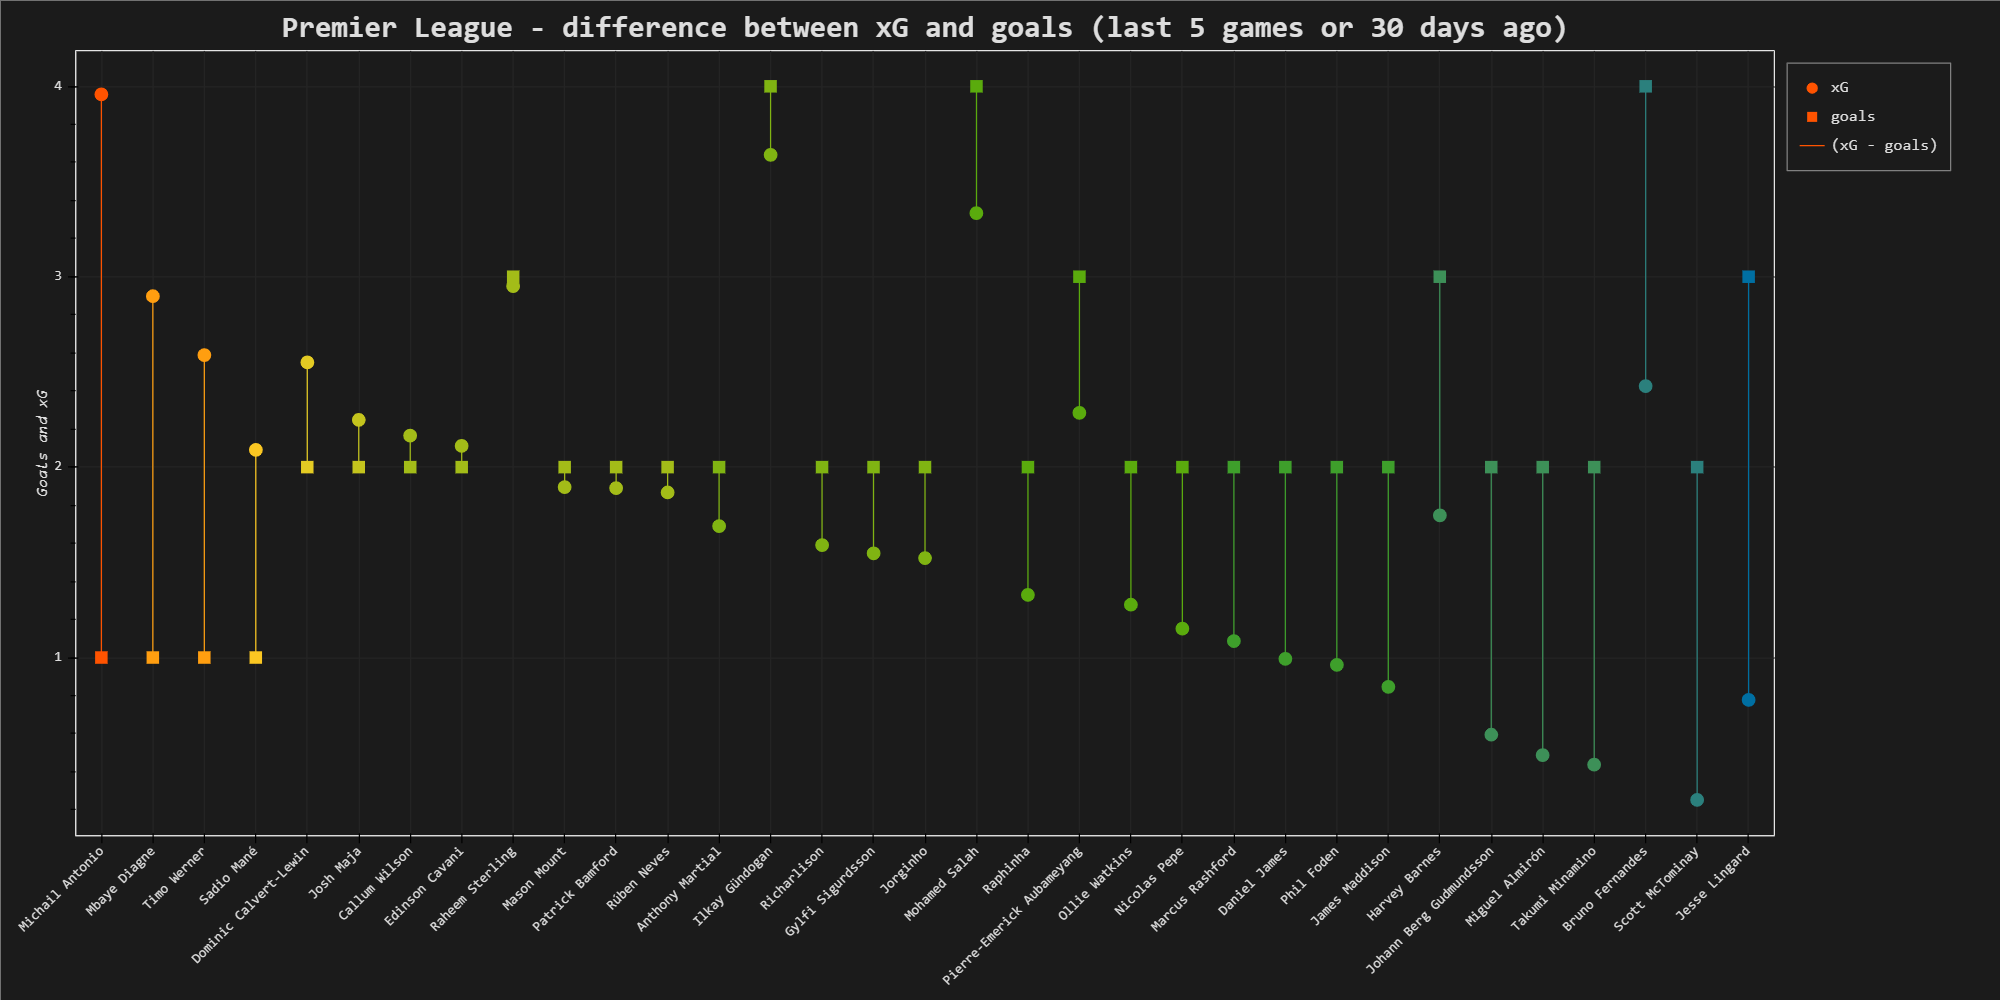 Premier League - difference between xG and goals (last 5 games or 30 days ago)
xG
goals
(xG - goals)
4
3
2
1
Goals and xG
Michail Antonio
Mbaye Diagne
Timo Werner
Sadio Mané
Dominic Calvert-Lewin
Josh Maja
Callum Wilson
Edinson Cavani
Raheem Sterling
Mason Mount
Patrick Bamford
Rúben Neves
Anthony Martial
Ilkay Gündogan
Richarlison
Gylfi Sigurdsson
Jorginho
Mohamed Salah
Raphinha
Pierre-Emerick Aubameyang
Ollie Watkins
Nicolas Pepe
Marcus Rashford
Daniel James
Phil Foden
James Maddison
Harvey Barnes
Johann Berg Gudmundsson
Miguel Almirón
Takumi Minamino
Bruno Fernandes
Scott McTominay
Jesse Lingard